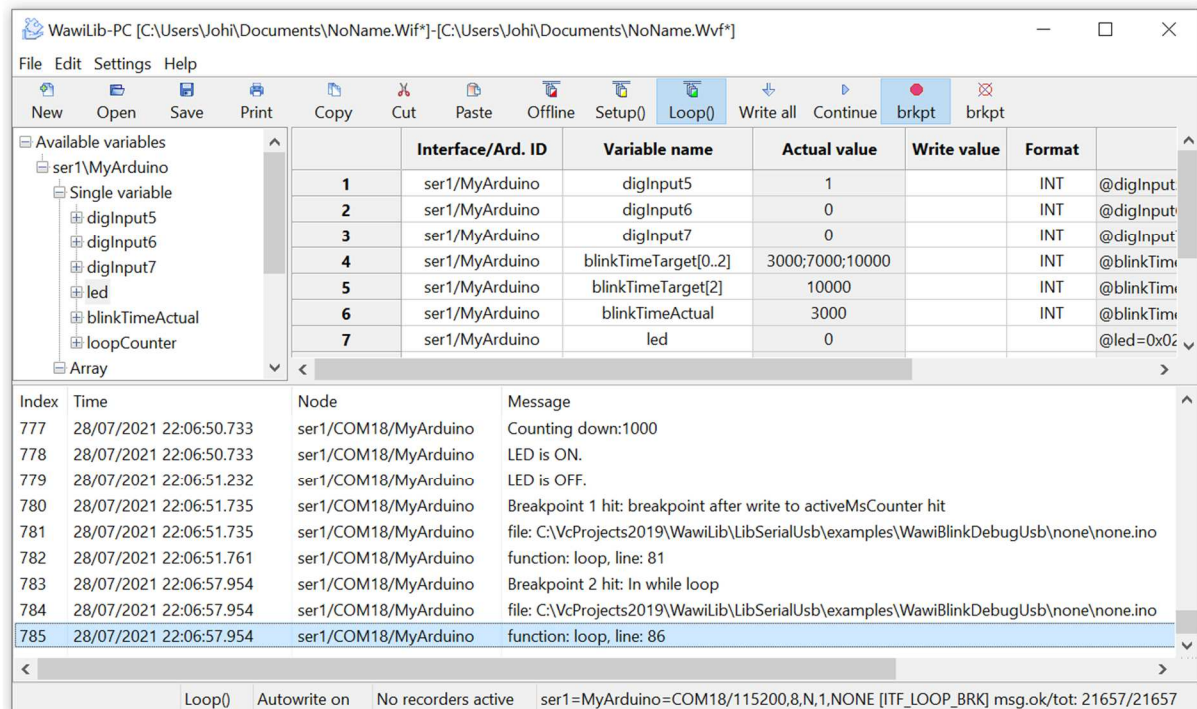 WawiLib-PC [C:\Users\Johi\Documents\NoName.Wif*]-[C:\Users\Johi\Documents\NoName.Wvf*]
File Edit Settings Help
New Open Save Print Copy Cut Paste Offline Setup() Loop() Write all Continue brkpt brkpt
Available variables
ser1\MyArduino
Single variable
digInput5
digInput6
digInput7
led
blinkTimeActual
loopCounter
Array
Interface/Ard. ID Variable name Actual value Write value Format
1 ser1/MyArduino digInput5 1 INT @digInput
2 ser1/MyArduino digInput6 0 INT @digInput
3 ser1/MyArduino digInput7 0 INT @digInput
4 ser1/MyArduino blinkTimeTarget[0..2] 3000;7000;10000 INT @blinkTime
5 ser1/MyArduino blinkTimeTarget[2] 10000 INT @blinkTime
6 ser1/MyArduino blinkTimeActual 3000 INT @blinkTime
7 ser1/MyArduino led 0 @led=0x02
Index Time Node Message
777 28/07/2021 22:06:50.733 ser1/COM18/MyArduino Counting down:1000
778 28/07/2021 22:06:50.733 ser1/COM18/MyArduino LED is ON.
779 28/07/2021 22:06:51.232 ser1/COM18/MyArduino LED is OFF.
780 28/07/2021 22:06:51.735 ser1/COM18/MyArduino Breakpoint 1 hit: breakpoint after write to activeMsCounter hit
781 28/07/2021 22:06:51.735 ser1/COM18/MyArduino file: C:\VcProjects2019\WawiLib\LibSerialUsb\examples\WawiBlinkDebugUsb\none\none.ino
782 28/07/2021 22:06:51.761 ser1/COM18/MyArduino function: loop, line: 81
783 28/07/2021 22:06:57.954 ser1/COM18/MyArduino Breakpoint 2 hit: In while loop
784 28/07/2021 22:06:57.954 ser1/COM18/MyArduino file: C:\VcProjects2019\WawiLib\LibSerialUsb\examples\WawiBlinkDebugUsb\none\none.ino
785 28/07/2021 22:06:57.954 ser1/COM18/MyArduino function: loop, line: 86
Loop() Autowrite on No recorders active ser1=MyArduino=COM18/115200,8,N,1,NONE [ITF_LOOP_BRK] msg.ok/tot: 21657/21657